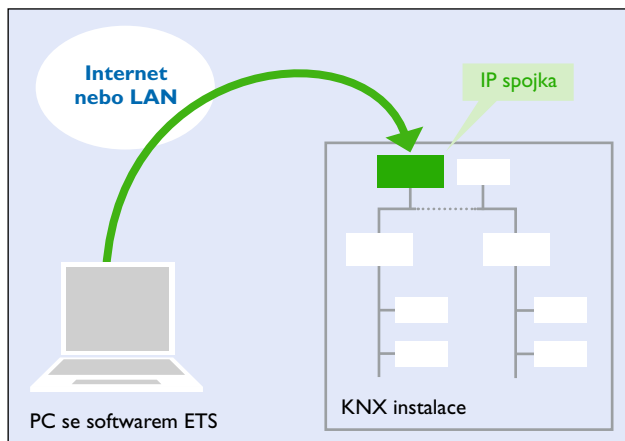 Internet
nebo LAN
IP spojka
PC se softwarem ETS
KNX instalace